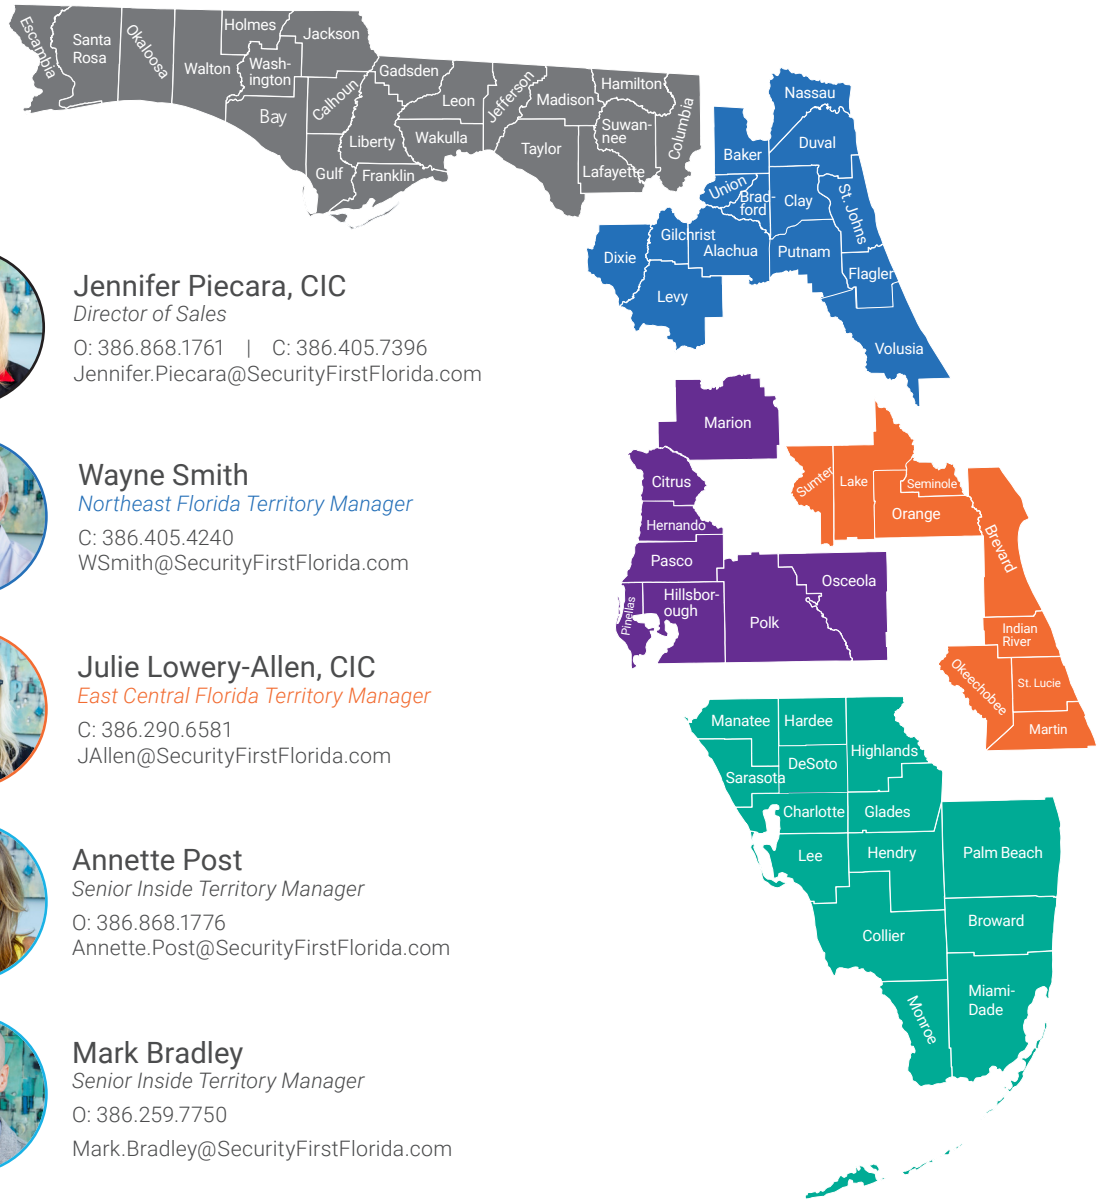 Escambia
Santa
Rosa
Okaloosa
Walton
Holmes
Wash-
ington
Jackson
Bay
Calhoun
Gulf
Liberty
Franklin
Gadsden
Leon
Wakulla
Jefferson
Madison
Taylor
Hamilton
Suwan-
nee
Lafayette
Columbia
Nassau
Duval
Baker
Union
Brad-
ford
Clay
St. Johns
Gilchrist
Alachua
Putnam
Dixie
Levy
Flagler
Volusia
Jennifer Piecara, CIC
Director of Sales
O: 386.868.1761 | C: 386.405.7396
Jennifer.Piecara@SecurityFirstFlorida.com
Marion
Citrus
Hernando
Pasco
Pinellas
Hillsbor-
ough
Polk
Osceola
Wayne Smith
Northeast Florida Territory Manager
C: 386.405.4240
WSmith@SecurityFirstFlorida.com
Sumter
Lake
Seminole
Orange
Brevard
Indian
River
Okeechobee
St. Lucie
Martin
Julie Lowery-Allen, CIC
East Central Florida Territory Manager
C: 386.290.6581
JAllen@SecurityFirstFlorida.com
Manatee
Hardee
Highlands
Sarasota
DeSoto
Charlotte
Glades
Lee
Hendry
Palm Beach
Collier
Broward
Monroe
Miami-
Dade
Annette Post
Senior Inside Territory Manager
O: 386.868.1776
Annette.Post@SecurityFirstFlorida.com
Mark Bradley
Senior Inside Territory Manager
O: 386.259.7750
Mark.Bradley@SecurityFirstFlorida.com